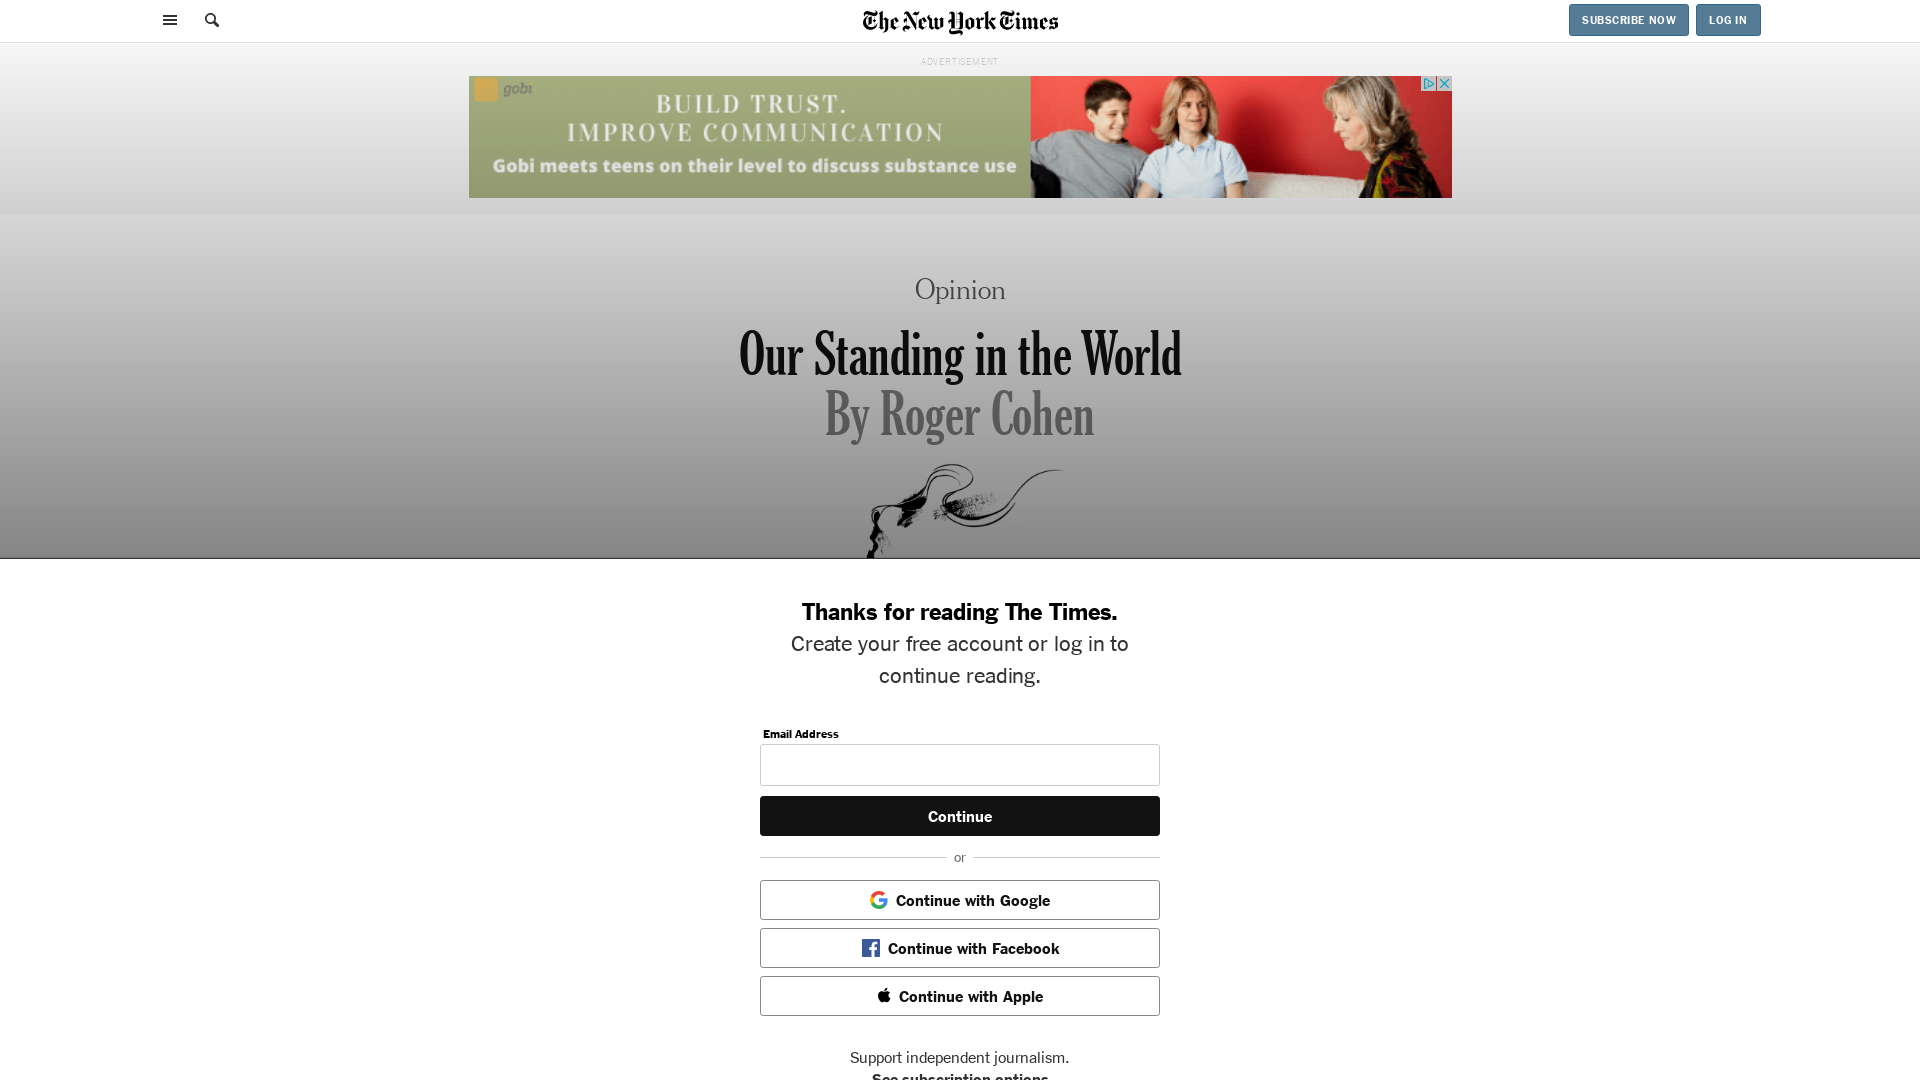 The New York Times
SUBSCRIBE NOW
LOG IN
ADVERTISEMENT
gobi
BUILD TRUST.
IMPROVE COMMUNICATION
Gobi meets teens on their level to discuss substance use
Opinion
Our Standing in the World
By Roger Cohen
Thanks for reading The Times.
Create your free account or log in to
continue reading.
Email Address
Continue
or
Continue with Google
Continue with Facebook
Continue with Apple
Support independent journalism.
See subscription options